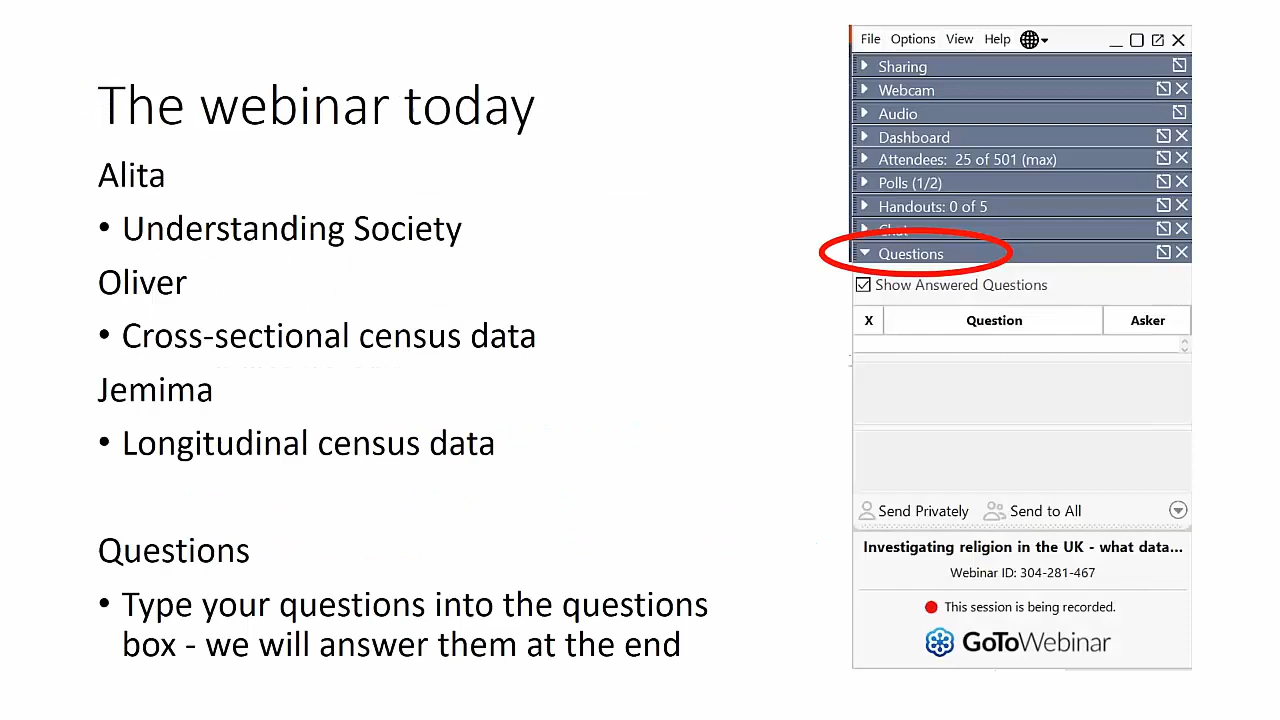 The webinar today
Alita
• Understanding Society
Oliver
• Cross-sectional census data
Jemima
• Longitudinal census data
Questions
• Type your questions into the questions
box - we will answer them at the end
File Options View Help
Sharing
Webcam
Audio
Dashboard
Attendees: 25 of 501 (max)
Polls (1/2)
Handouts: 0 of 5
Chat
Questions
Show Answered Questions
X Question Asker
Send Privately Send to All
Investigating religion in the UK - what data...
Webinar ID: 304-281-467
This session is being recorded.
GoToWebinar